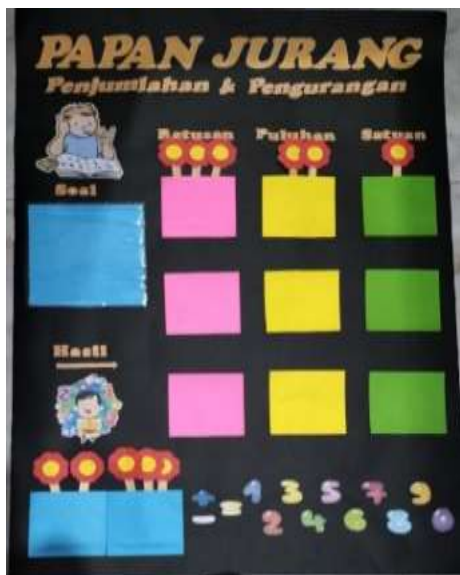 PAPAN JURANG
Penjumlahan & Pengurangan
Ratusan Puluhan Satuan
Soal
Hasil
+ 1 3 5 7 9
- = 2 4 6 8 0